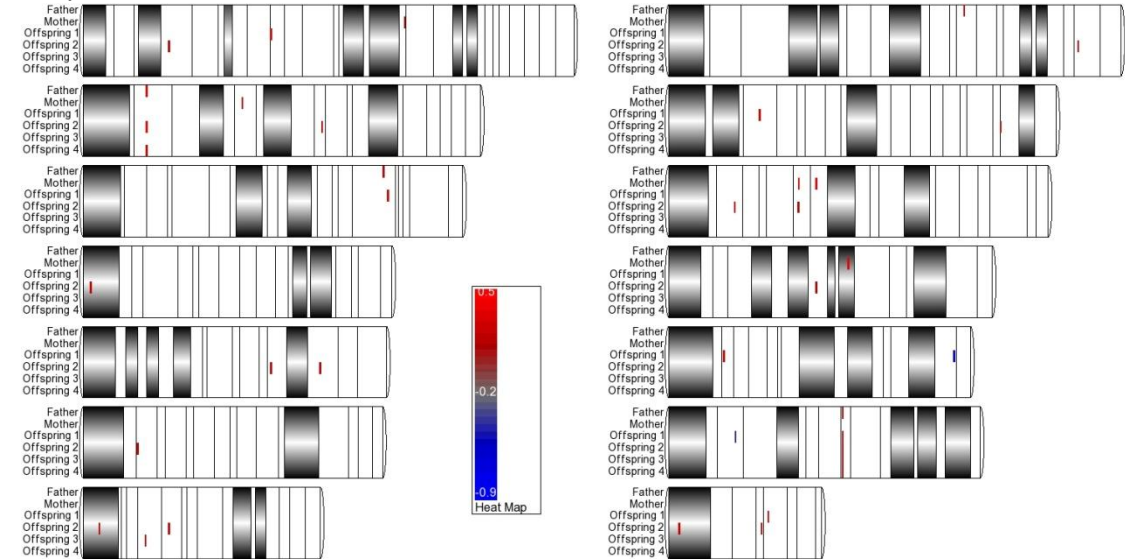 Father
Mother
Offspring 1
Offspring 2
Offspring 3
Offspring 4
Father
Mother
Offspring 1
Offspring 2
Offspring 3
Offspring 4
Father
Mother
Offspring 1
Offspring 2
Offspring 3
Offspring 4
Father
Mother
Offspring 1
Offspring 2
Offspring 3
Offspring 4
Father
Mother
Offspring 1
Offspring 2
Offspring 3
Offspring 4
Father
Mother
Offspring 1
Offspring 2
Offspring 3
Offspring 4
Father
Mother
Offspring 1
Offspring 2
Offspring 3
Offspring 4
0.5
-0.2
-0.9
Heat Map
Father
Mother
Offspring 1
Offspring 2
Offspring 3
Offspring 4
Father
Mother
Offspring 1
Offspring 2
Offspring 3
Offspring 4
Father
Mother
Offspring 1
Offspring 2
Offspring 3
Offspring 4
Father
Mother
Offspring 1
Offspring 2
Offspring 3
Offspring 4
Father
Mother
Offspring 1
Offspring 2
Offspring 3
Offspring 4
Father
Mother
Offspring 1
Offspring 2
Offspring 3
Offspring 4
Father
Mother
Offspring 1
Offspring 2
Offspring 3
Offspring 4